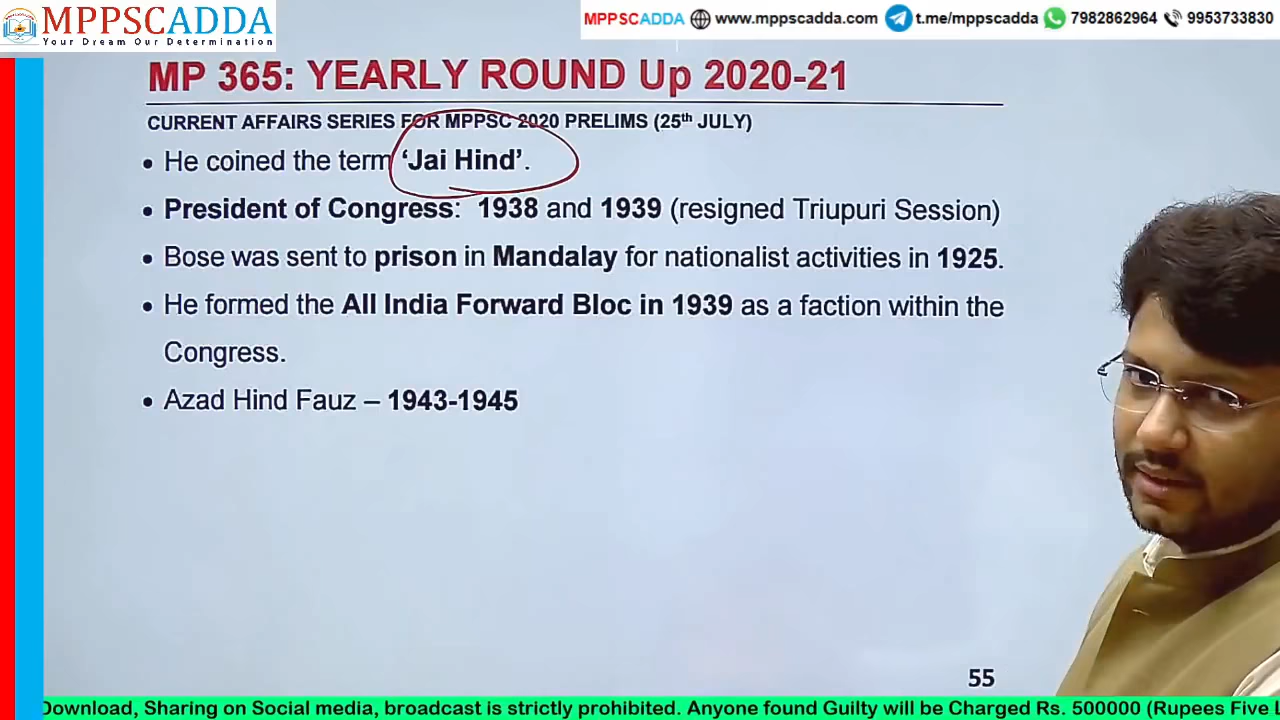 MPPSCADDA
Your Dream Our Determination
MPPSCADDA www.mppscadda.com t.me/mppscadda 7982862964 9953733830
MP 365: YEARLY ROUND Up 2020-21
CURRENT AFFAIRS SERIES FOR MPPSC 2020 PRELIMS (25th JULY)
• He coined the term ‘Jai Hind’.
• President of Congress: 1938 and 1939 (resigned Triupuri Session)
• Bose was sent to prison in Mandalay for nationalist activities in 1925.
• He formed the All India Forward Bloc in 1939 as a faction within the
Congress.
• Azad Hind Fauz – 1943-1945
55
Download, Sharing on Social media, broadcast is strictly prohibited. Anyone found Guilty will be Charged Rs. 500000 (Rupees Five L